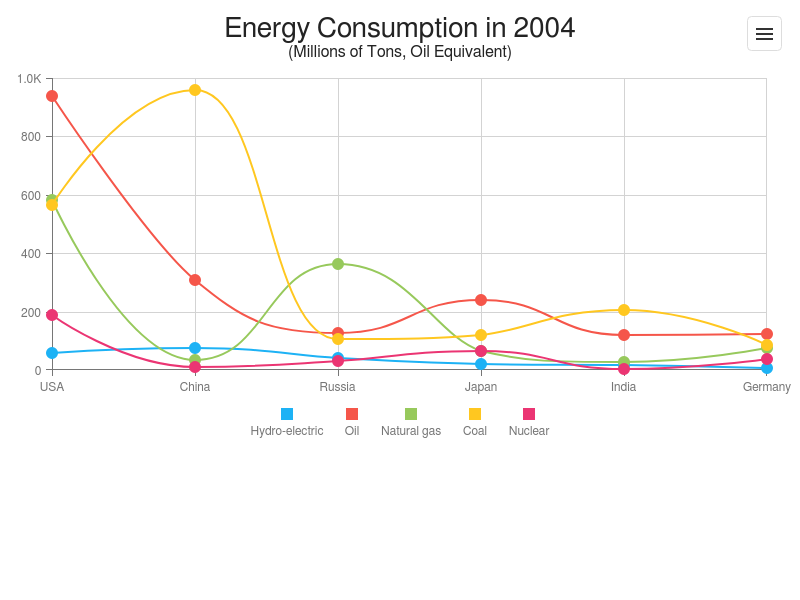 Energy Consumption in 2004
(Millions of Tons, Oil Equivalent)
1.0K
800
600
400
200
0
USA China Russia Japan India Germany
Hydro-electric Oil Natural gas Coal Nuclear